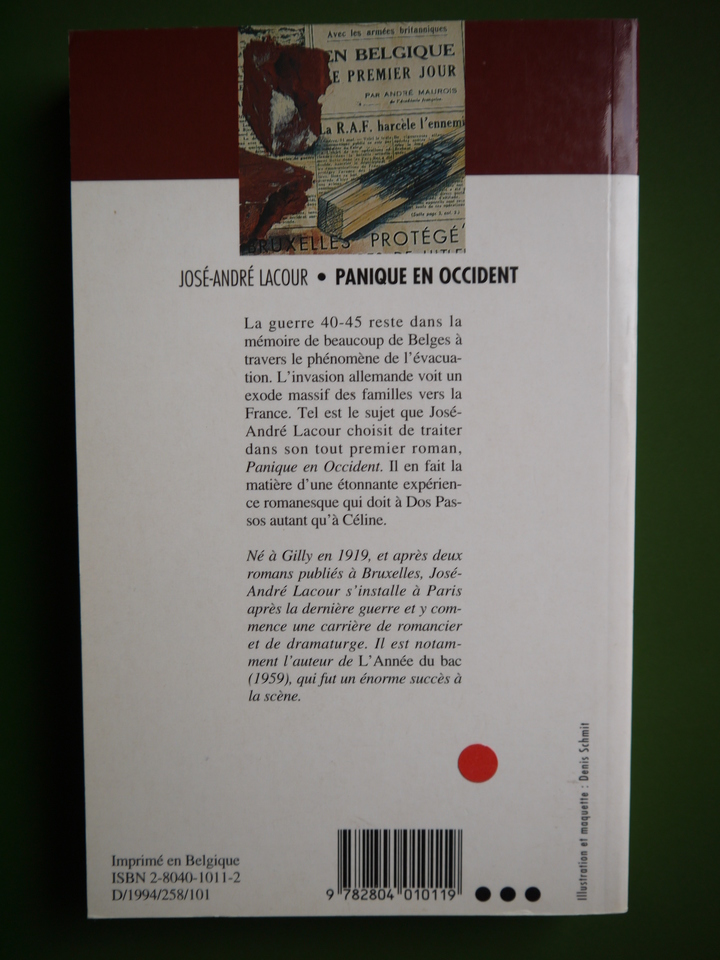 Avec les armées britanniques
EN BELGIQUE
LE PREMIER JOUR
PAR ANDRÉ MAUROIS
de l'Académie française
La R.A.F. harcèle l'ennemi
BRUXELLES PROTÉGÉ
JOSÉ-ANDRÉ LACOUR • PANIQUE EN OCCIDENT
La guerre 40-45 reste dans la
mémoire de beaucoup de Belges à
travers le phénomène de l'évacua-
tion. L'invasion allemande voit un
exode massif des familles vers la
France. Tel est le sujet que José-
André Lacour choisit de traiter
dans son tout premier roman,
Panique en Occident. Il en fait la
matière d'une étonnante expérien-
ce romanesque qui doit à Dos Pas-
sos autant qu'à Céline.
Né à Gilly en 1919, et après deux
romans publiés à Bruxelles, José-
André Lacour s'installe à Paris
après la dernière guerre et y com-
mence une carrière de romancier
et de dramaturge. Il est notam-
ment l'auteur de L'Année du bac
(1959), qui fut un énorme succès à
la scène.
Illustration et maquette : Denis Schmit
Imprimé en Belgique
ISBN 2-8040-1011-2
D/1994/258/101
9 782804 010119